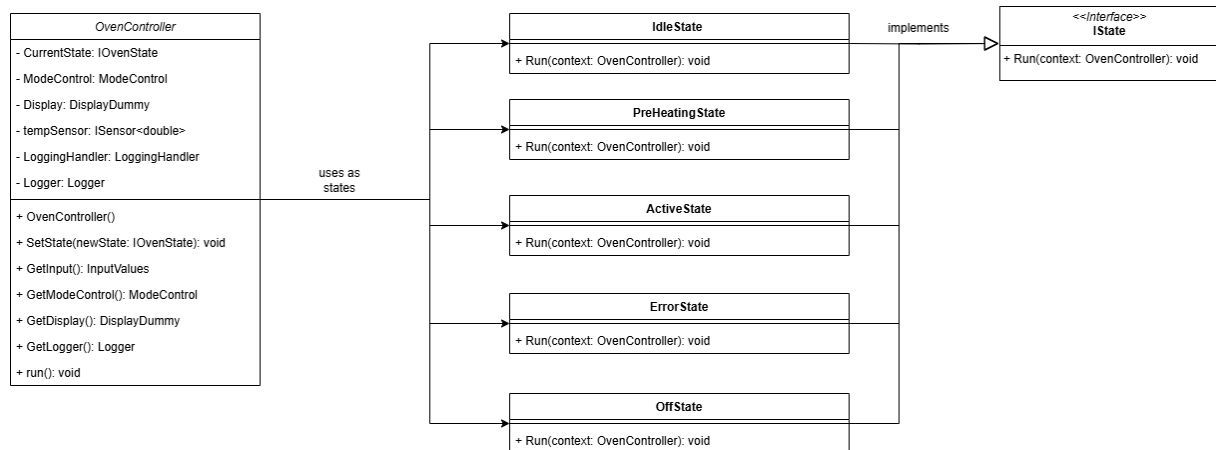 OvenController
- CurrentState: IOvenState
- ModeControl: ModeControl
- Display: DisplayDummy
- tempSensor: ISensor<double>
- LoggingHandler: LoggingHandler
- Logger: Logger
+ OvenController()
+ SetState(newState: IOvenState): void
+ GetInput(): InputValues
+ GetModeControl(): ModeControl
+ GetDisplay(): DisplayDummy
+ GetLogger(): Logger
+ run(): void
uses as
states
IdleState
+ Run(context: OvenController): void
PreHeatingState
+ Run(context: OvenController): void
ActiveState
+ Run(context: OvenController): void
ErrorState
+ Run(context: OvenController): void
OffState
+ Run(context: OvenController): void
implements
<<Interface>>
IState
+ Run(context: OvenController): void